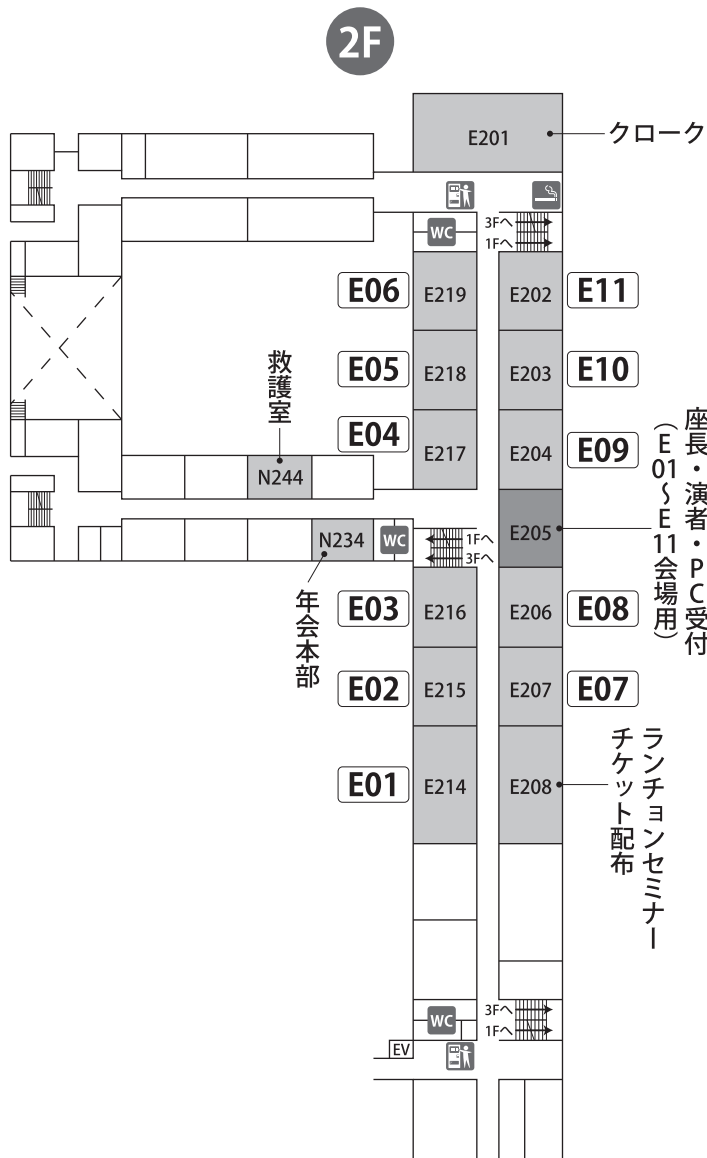 2F
E201
クローク
WC
3Fへ
1Fへ
E06
E219
E202
E11
E05
E218
E203
E10
救護室
E04
E217
E204
E09
N244
座長・演者・PC受付
（E01～E11会場用）
N234
WC
1Fへ
3Fへ
E205
年会本部
E03
E216
E206
E08
E02
E215
E207
E07
E01
E214
E208
ランチョンセミナー
チケット配布
WC
3Fへ
1Fへ
EV